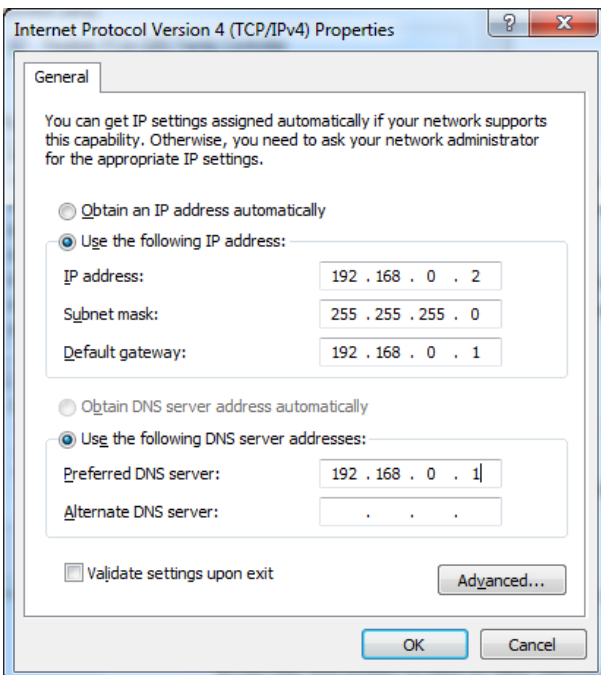 Internet Protocol Version 4 (TCP/IPv4) Properties
?
X
General
You can get IP settings assigned automatically if your network supports
this capability. Otherwise, you need to ask your network administrator
for the appropriate IP settings.
Obtain an IP address automatically
Use the following IP address:
IP address: 192 . 168 . 0 . 2
Subnet mask: 255 . 255 . 255 . 0
Default gateway: 192 . 168 . 0 . 1
Obtain DNS server address automatically
Use the following DNS server addresses:
Preferred DNS server: 192 . 168 . 0 . 1
Alternate DNS server: . . .
Validate settings upon exit
Advanced...
OK Cancel